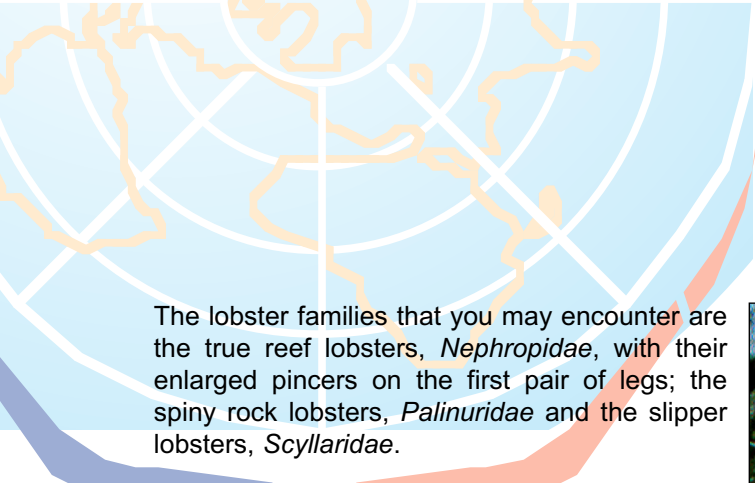 The lobster families that you may encounter are
the true reef lobsters, Nephropidae, with their
enlarged pincers on the first pair of legs; the
spiny rock lobsters, Palinuridae and the slipper
lobsters, Scyllaridae.